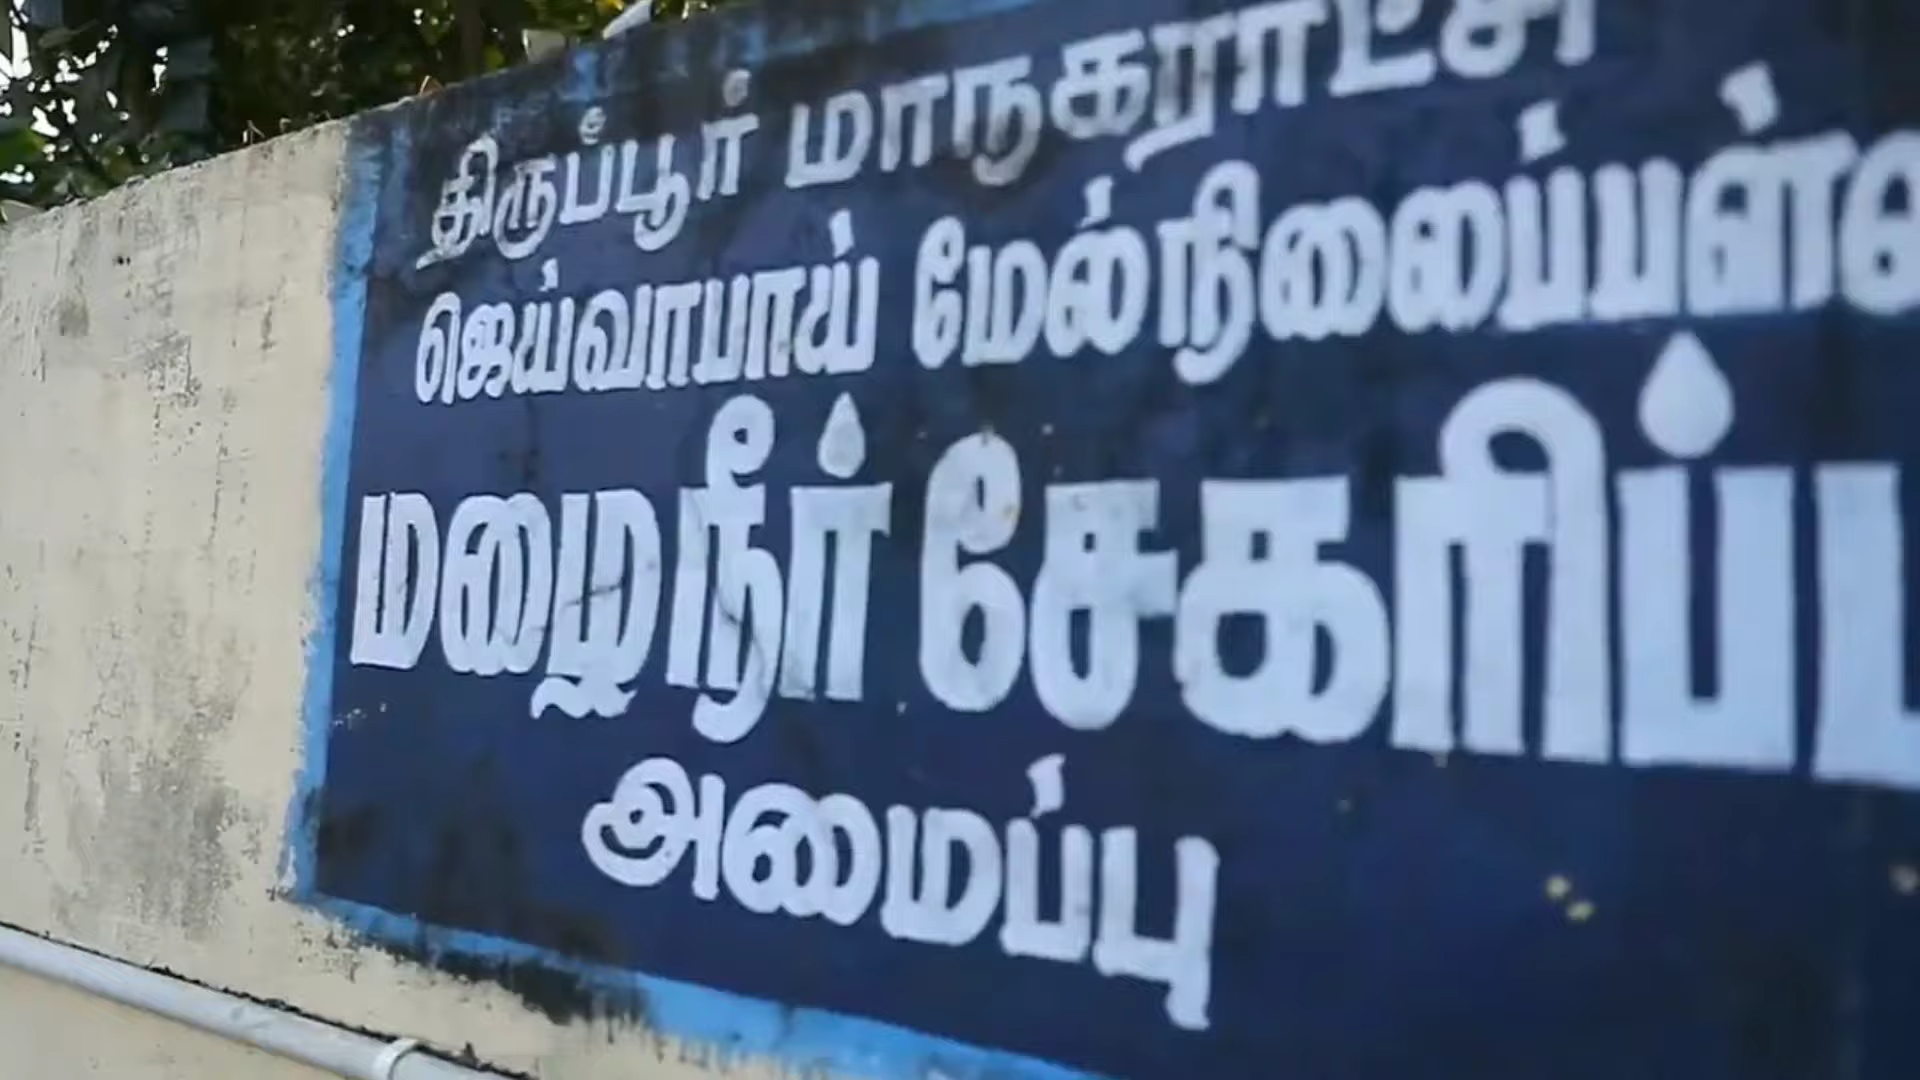 திருப்பூர் மாநகராட்சி
ஜெய்வாபாய் மேல்நிலைப்பள்ளி
மழைநீர் சேகரிப்பு
அமைப்பு